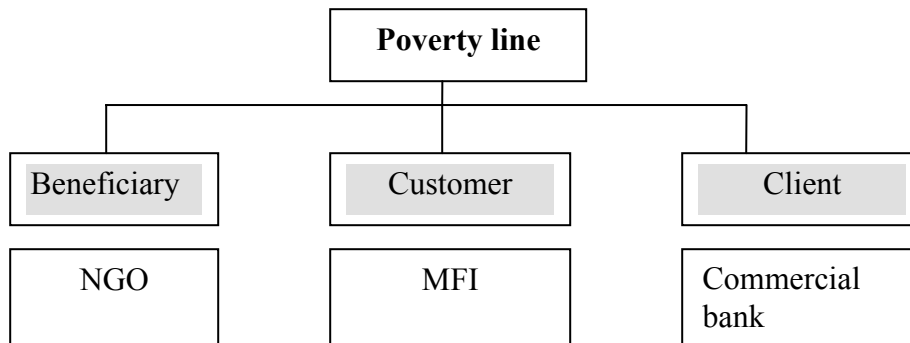 Poverty line
Beneficiary
Customer
Client
NGO
MFI
Commercial
bank